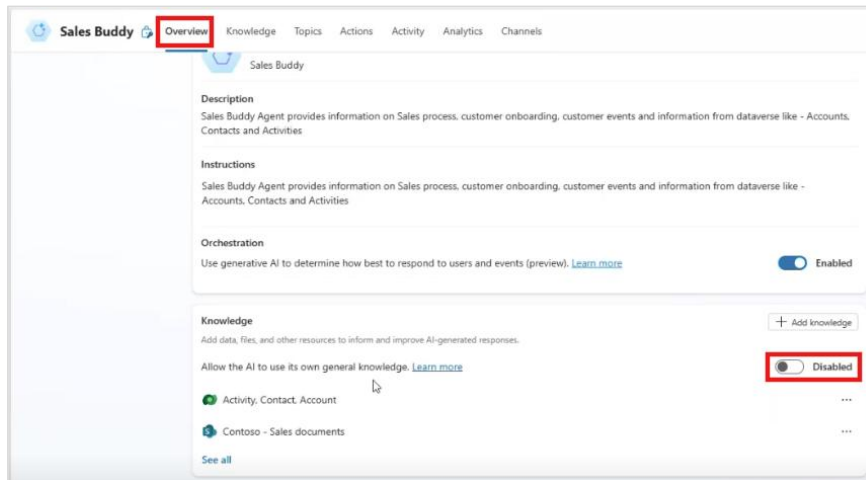 Sales Buddy Overview Knowledge Topics Actions Activity Analytics Channels
Sales Buddy
Description
Sales Buddy Agent provides information on Sales process, customer onboarding, customer events and information from dataverse like - Accounts,
Contacts and Activities
Instructions
Sales Buddy Agent provides information on Sales process, customer onboarding, customer events and information from dataverse like -
Accounts, Contacts and Activities
Orchestration
Use generative AI to determine how best to respond to users and events (preview). Learn more Enabled
Knowledge + Add knowledge
Add data, files, and other resources to inform and improve AI-generated responses.
Allow the AI to use its own general knowledge. Learn more Disabled
Activity, Contact, Account ...
Contoso - Sales documents ...
See all